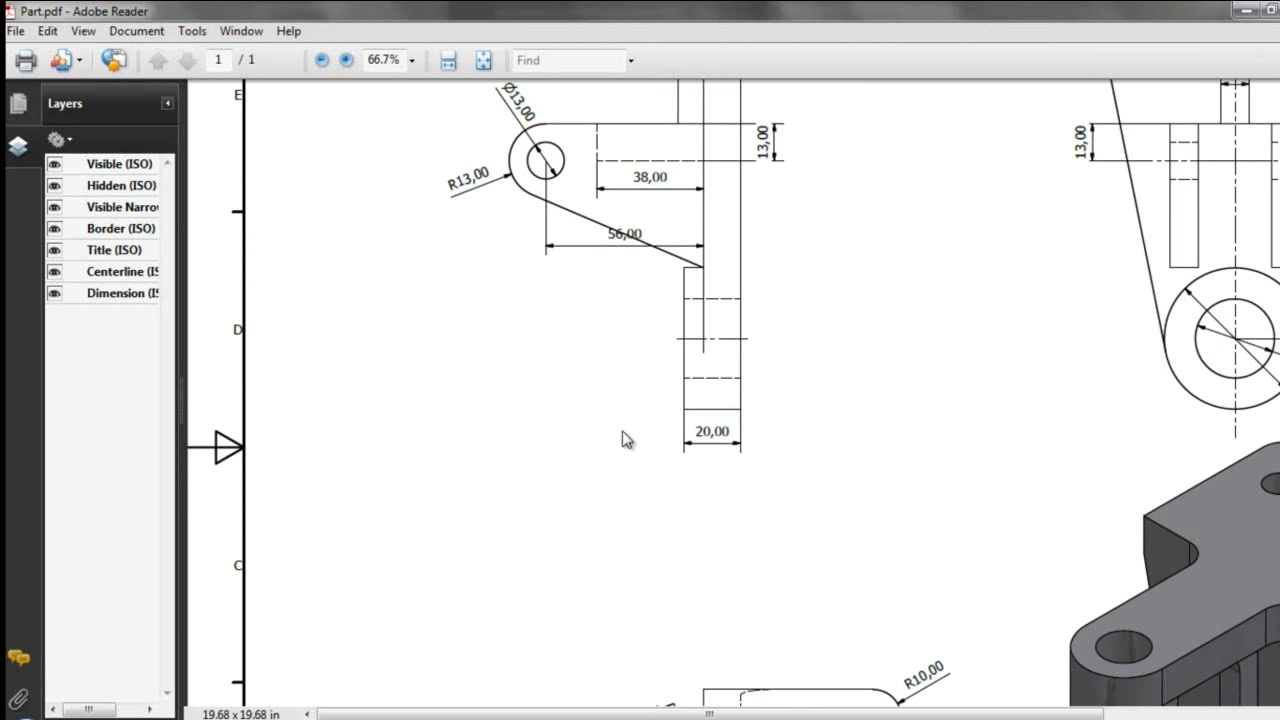 Part.pdf - Adobe Reader
File Edit View Document Tools Window Help
1 / 1 66.7% Find
Layers
Visible (ISO)
Hidden (ISO)
Visible Narro
Border (ISO)
Title (ISO)
Centerline (IS
Dimension (IS
E
Ø13,00
R13,00
38,00
13,00
13,00
56,00
D
20,00
C
R10,00
19.68 x 19.68 in